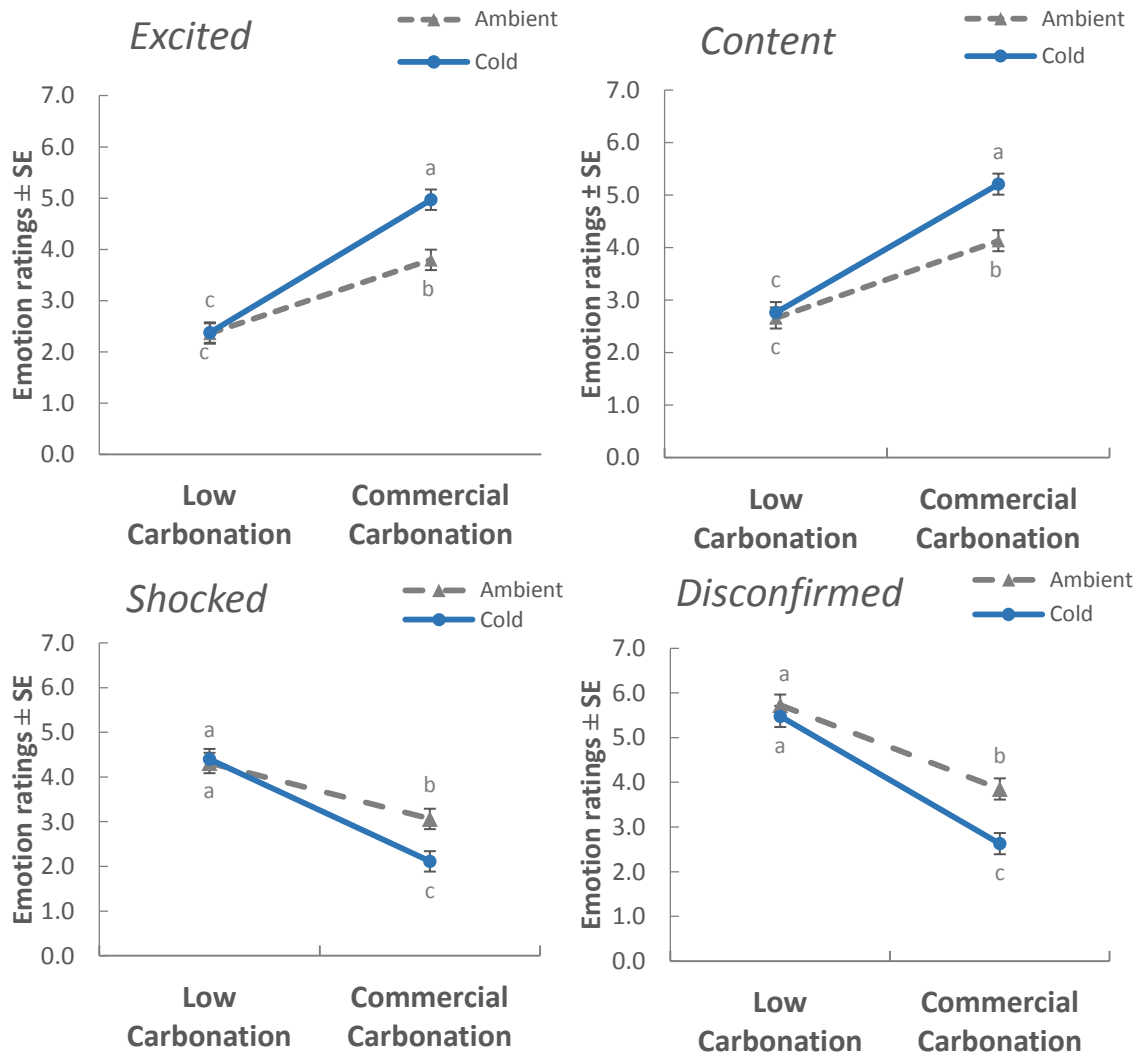 Excited
Ambient
Cold
Emotion ratings ± SE
7.0
6.0
5.0
4.0
3.0
2.0
1.0
0.0
a
b
c
c
Low
Carbonation
Commercial
Carbonation
Content
Ambient
Cold
Emotion ratings ± SE
7.0
6.0
5.0
4.0
3.0
2.0
1.0
0.0
a
b
c
c
Low
Carbonation
Commercial
Carbonation
Shocked
Ambient
Cold
Emotion ratings ± SE
7.0
6.0
5.0
4.0
3.0
2.0
1.0
0.0
a
a
b
c
Low
Carbonation
Commercial
Carbonation
Disconfirmed
Ambient
Cold
Emotion ratings ± SE
7.0
6.0
5.0
4.0
3.0
2.0
1.0
0.0
a
a
b
c
Low
Carbonation
Commercial
Carbonation